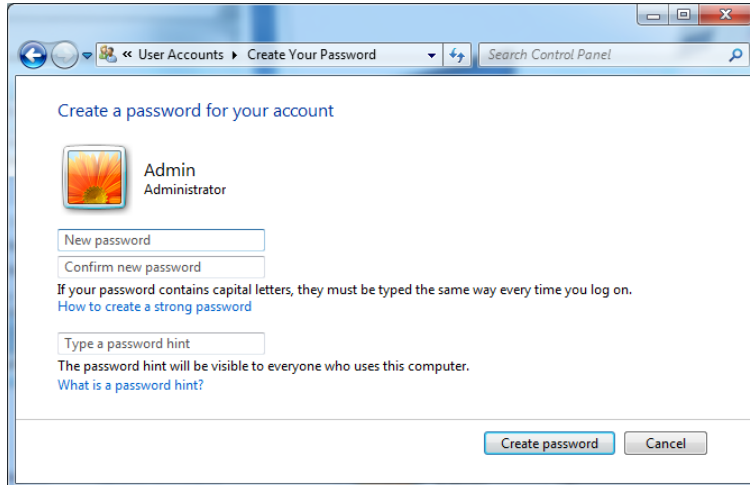 « User Accounts Create Your Password Search Control Panel
Create a password for your account
Admin
Administrator
New password
Confirm new password
If your password contains capital letters, they must be typed the same way every time you log on.
How to create a strong password
Type a password hint
The password hint will be visible to everyone who uses this computer.
What is a password hint?
Create password Cancel